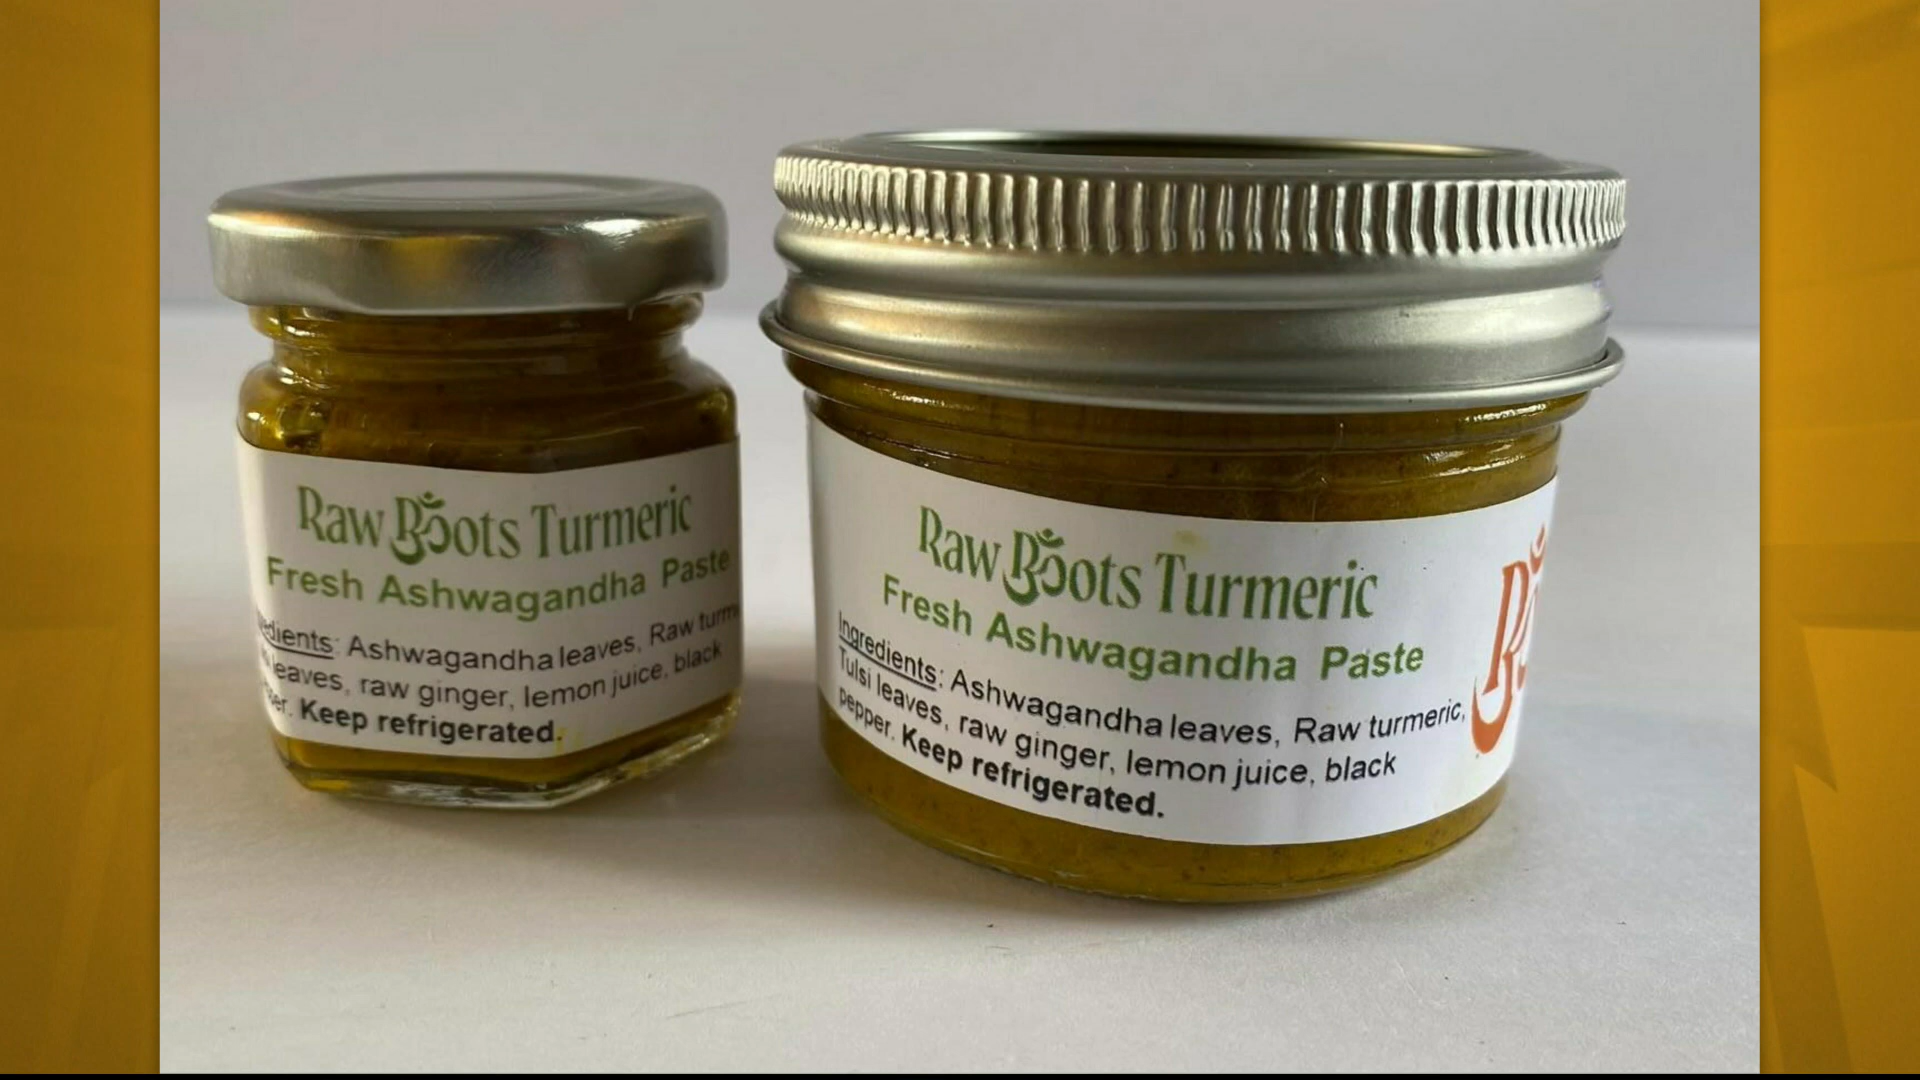 Raw Roots Turmeric
Fresh Ashwagandha Paste
Ashwagandha leaves, Raw
leaves, raw ginger, lemon juice, black
Keep refrigerated.
Raw Roots Turmeric
Fresh Ashwagandha Paste
Ingredients: Ashwagandha leaves, Raw turmeric,
Tulsi leaves, raw ginger, lemon juice, black
pepper. Keep refrigerated.